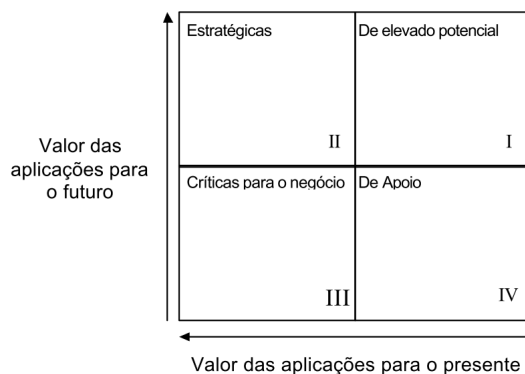 Estratégicas
De elevado potencial
II
I
Valor das
aplicações para
o futuro
Críticas para o negócio
De Apoio
III
IV
Valor das aplicações para o presente